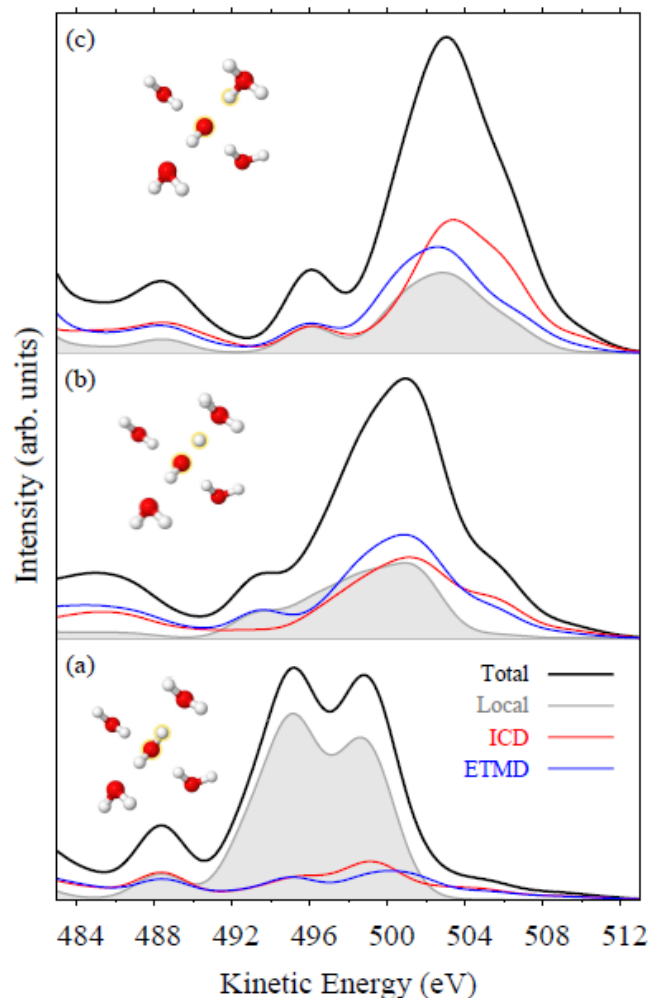 (c)
(b)
(a)
Intensity (arb. units)
Total
Local
ICD
ETMD
484 488 492 496 500 504 508 512
Kinetic Energy (eV)